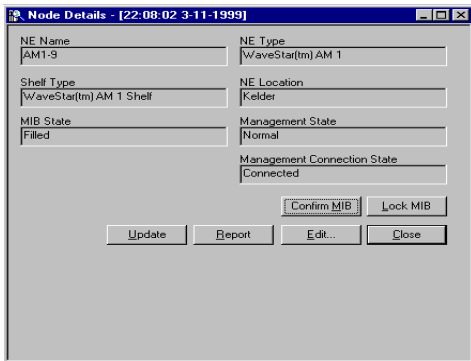 Node Details - [22:08:02 3-11-1999]
NE Name
NE Type
AM1-9
WaveStar(tm) AM 1
Shelf Type
NE Location
WaveStar(tm) AM 1 Shelf
Kelder
MIB State
Management State
Filled
Normal
Management Connection State
Connected
Confirm MIB
Lock MIB
Update
Report
Edit...
Close